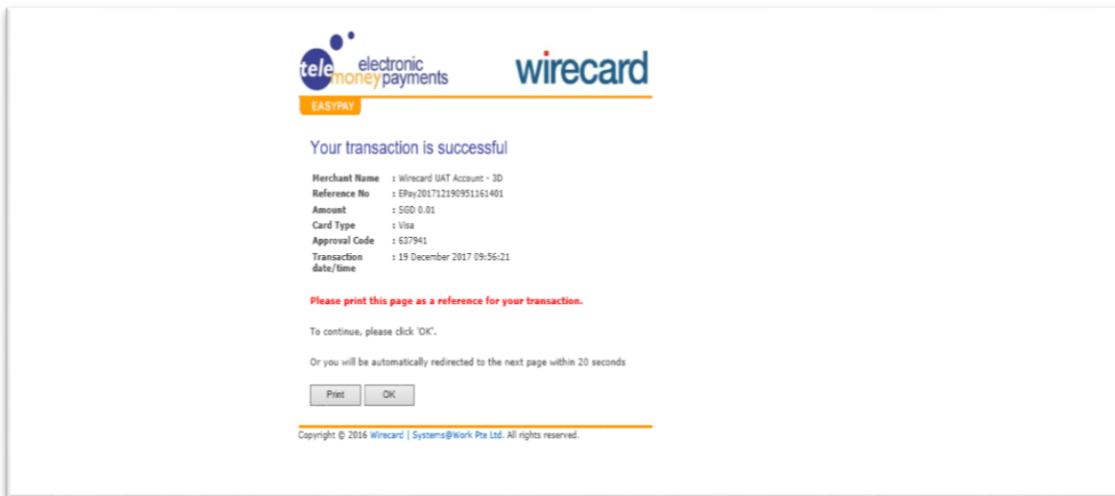 tele electronic
moneypayments
wirecard
EASYPAY
Your transaction is successful
Merchant Name : Wirecard UAT Account - 3D
Reference No : EPay201712190951161401
Amount : SGD 0.01
Card Type : Visa
Approval Code : 637941
Transaction : 19 December 2017 09:56:21
date/time
Please print this page as a reference for your transaction.
To continue, please click 'OK'.
Or you will be automatically redirected to the next page within 20 seconds
Print OK
Copyright © 2016 Wirecard | Systems@Work Pte Ltd. All rights reserved.